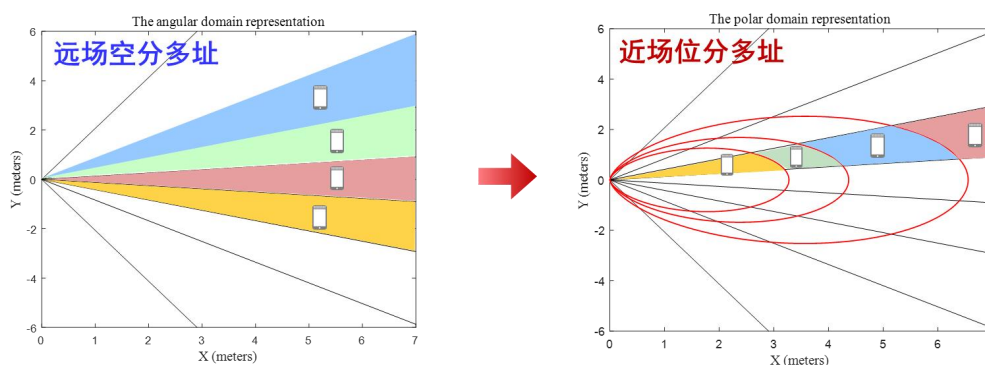 The angular domain representation
远场空分多址
6
4
2
0
-2
-4
-6
Y (meters)
0 1 2 3 4 5 6 7
X (meters)
The polar domain representation
近场位分多址
6
4
2
0
-2
-4
-6
Y (meters)
0 1 2 3 4 5 6
X (meters)